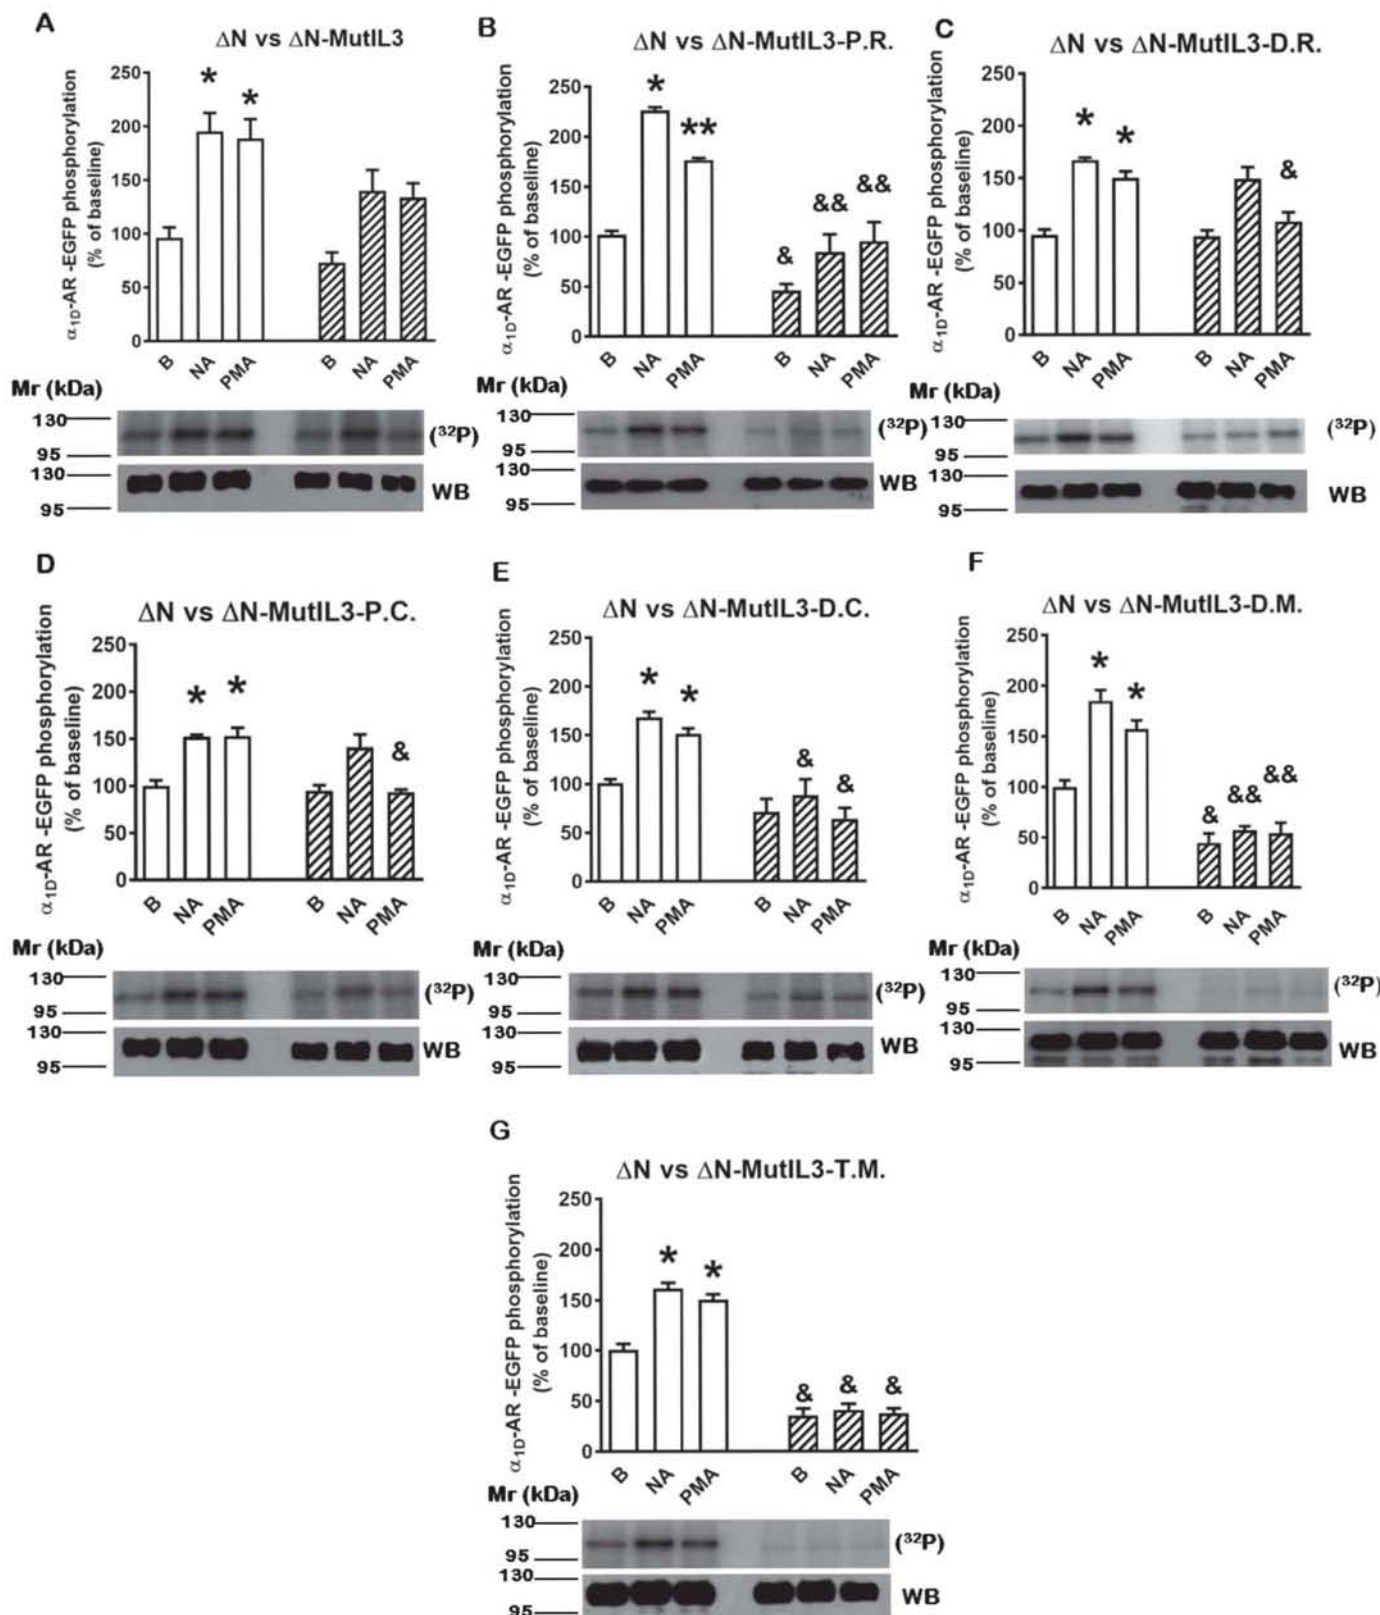 A
ΔN vs ΔN-MutIL3
α1D-AR -EGFP phosphorylation
(% of baseline)
250
200
150
100
50
0
*
*
B
NA
PMA
B
NA
PMA
Mr (kDa)
130
95
(32P)
130
95
WB
B
ΔN vs ΔN-MutIL3-P.R.
α1D-AR -EGFP phosphorylation
(% of baseline)
250
200
150
100
50
0
*
**
&
&&
&&
B
NA
PMA
B
NA
PMA
Mr (kDa)
130
95
(32P)
130
95
WB
C
ΔN vs ΔN-MutIL3-D.R.
α1D-AR -EGFP phosphorylation
(% of baseline)
250
200
150
100
50
0
*
*
&
B
NA
PMA
B
NA
PMA
Mr (kDa)
130
95
(32P)
130
95
WB
D
ΔN vs ΔN-MutIL3-P.C.
α1D-AR -EGFP phosphorylation
(% of baseline)
250
200
150
100
50
0
*
*
&
B
NA
PMA
B
NA
PMA
Mr (kDa)
130
95
(32P)
130
95
WB
E
ΔN vs ΔN-MutIL3-D.C.
α1D-AR -EGFP phosphorylation
(% of baseline)
250
200
150
100
50
0
*
*
&
&
B
NA
PMA
B
NA
PMA
Mr (kDa)
130
95
(32P)
130
95
WB
F
ΔN vs ΔN-MutIL3-D.M.
α1D-AR -EGFP phosphorylation
(% of baseline)
250
200
150
100
50
0
*
*
&
&&
&&
B
NA
PMA
B
NA
PMA
Mr (kDa)
130
95
(32P)
130
95
WB
G
ΔN vs ΔN-MutIL3-T.M.
α1D-AR -EGFP phosphorylation
(% of baseline)
250
200
150
100
50
0
*
*
&
&
&
B
NA
PMA
B
NA
PMA
Mr (kDa)
130
95
(32P)
130
95
WB